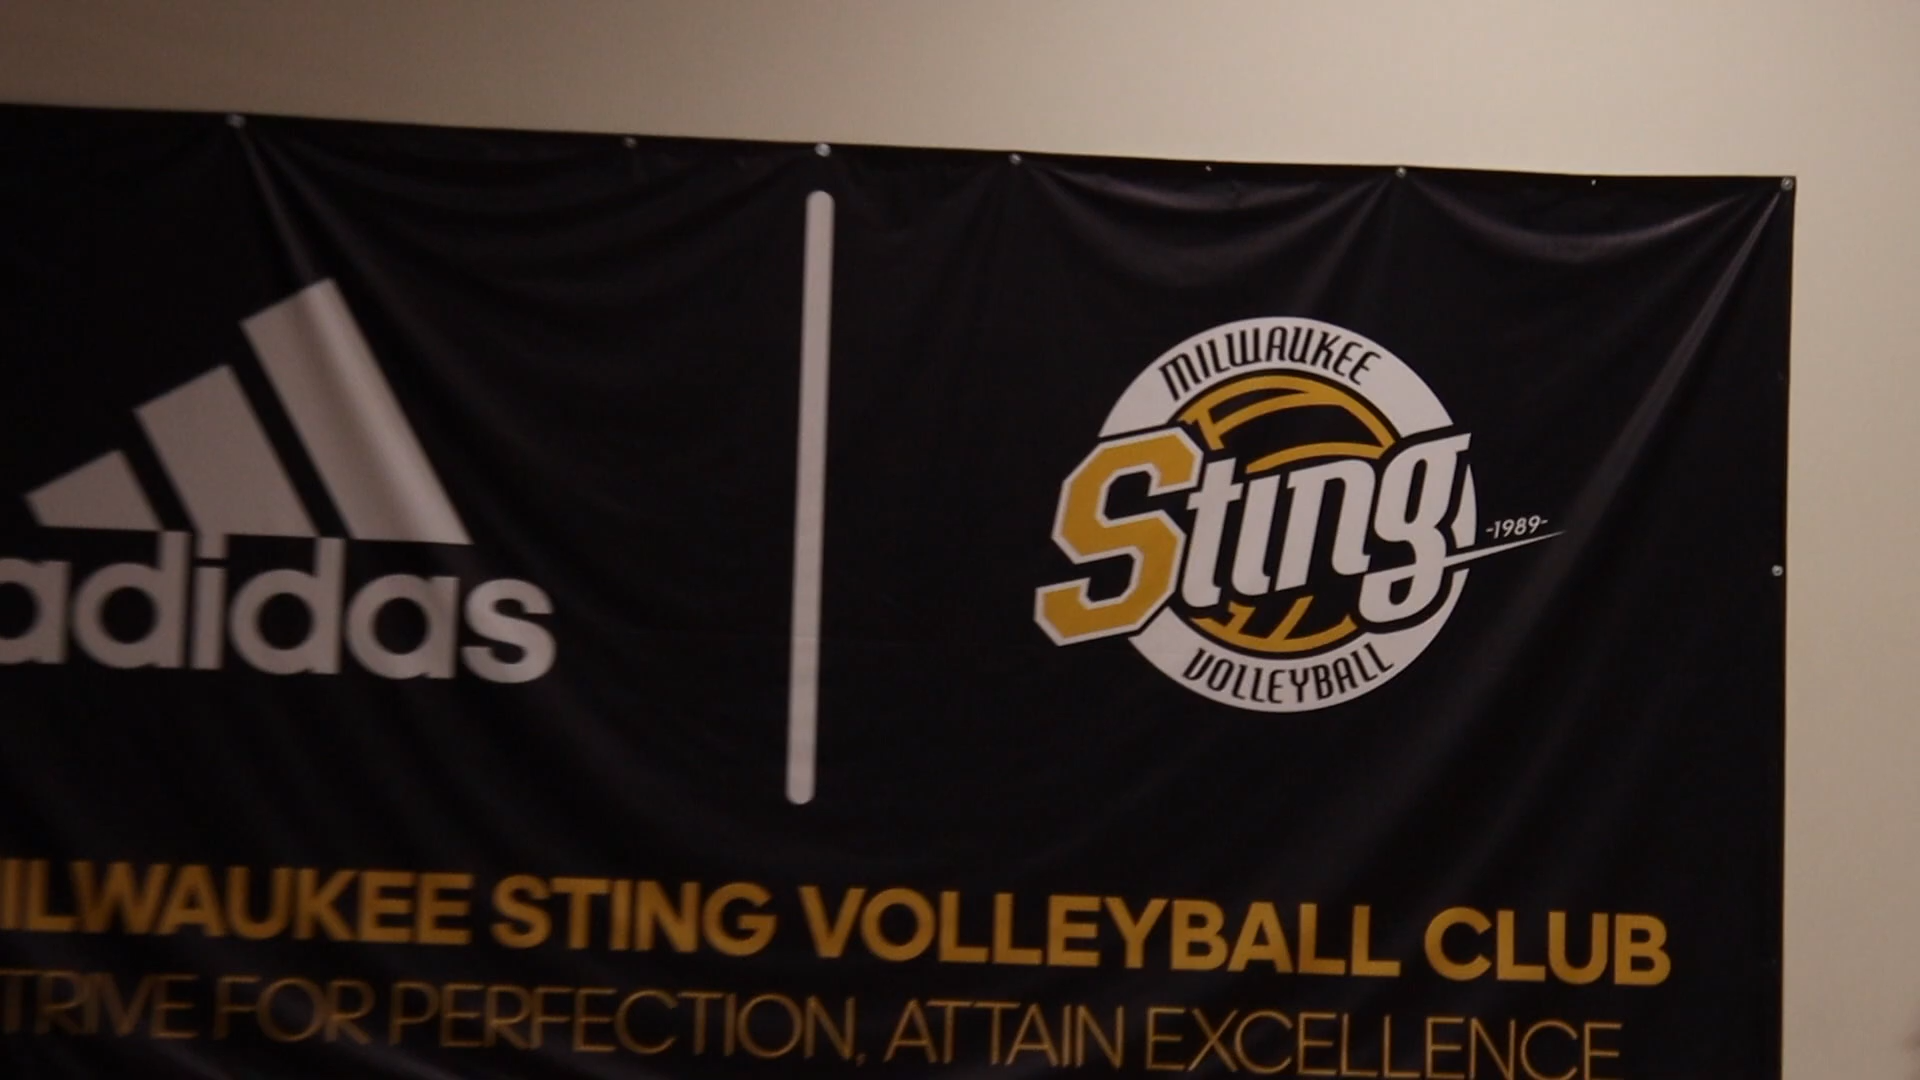 adidas
MILWAUKEE
Sting
-1989-
VOLLEYBALL
ILWAUKEE STING VOLLEYBALL CLUB
TRIVE FOR PERFECTION, ATTAIN EXCELLENCE